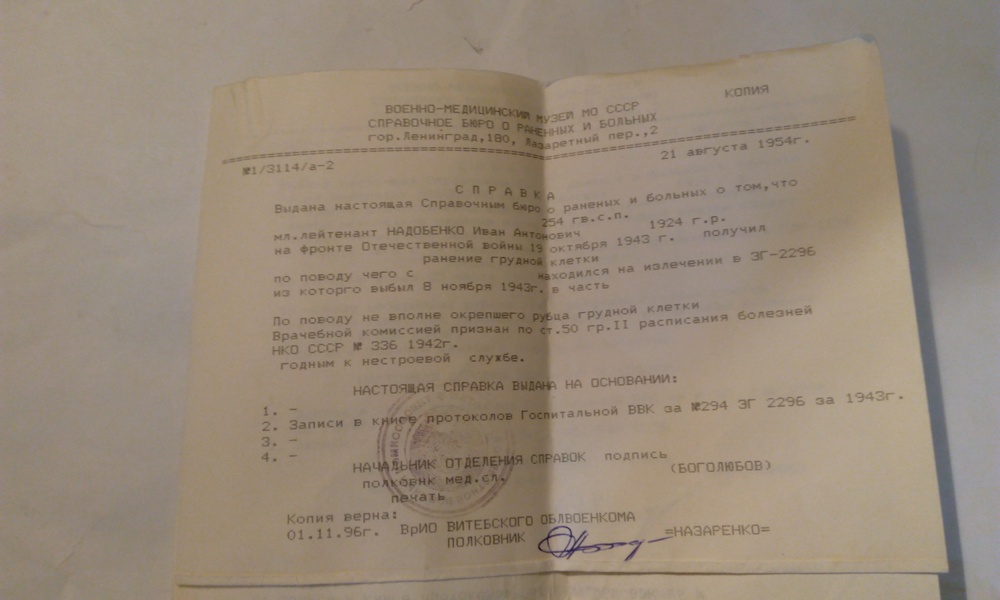 КОПИЯ
ВОЕННО-МЕДИЦИНСКИЙ МУЗЕЙ МО СССР
СПРАВОЧНОЕ БЮРО О РАНЕННЫХ И БОЛЬНЫХ
гор.Ленинград,180, Лазаретный пер.,2
№1/3114/а-2 21 августа 1954г.
С П Р А В К А
Выдана настоящая Справочным бюро о раненых и больных о том,что
254 гв.с.п.
мл.лейтенант НАДОБЕНКО Иван Антонович 1924 г.р.
на фронте Отечественной войны 19 октября 1943 г. получил
ранение грудной клетки
по поводу чего с находился на излечении в ЭГ-2296
из которого выбыл 8 ноября 1943г. в часть
По поводу не вполне окрепшего рубца грудной клетки
Врачебной комиссией признан по ст.50 гр.II расписания болезней
НКО СССР № 336 1942г.
годным к нестроевой службе.
НАСТОЯЩАЯ СПРАВКА ВЫДАНА НА ОСНОВАНИИ:
1. -
2. Записи в книге протоколов Госпитальной ВВК за №294 ЭГ 2296 за 1943г.
3. -
4. -
НАЧАЛЬНИК ОТДЕЛЕНИЯ СПРАВОК подпись
полковнк мед.сл. (БОГОЛЮБОВ)
печать
Копия верна:
01.11.96г. ВрИО ВИТЕБСКОГО ОБЛВОЕНКОМА
ПОЛКОВНИК =НАЗАРЕНКО=